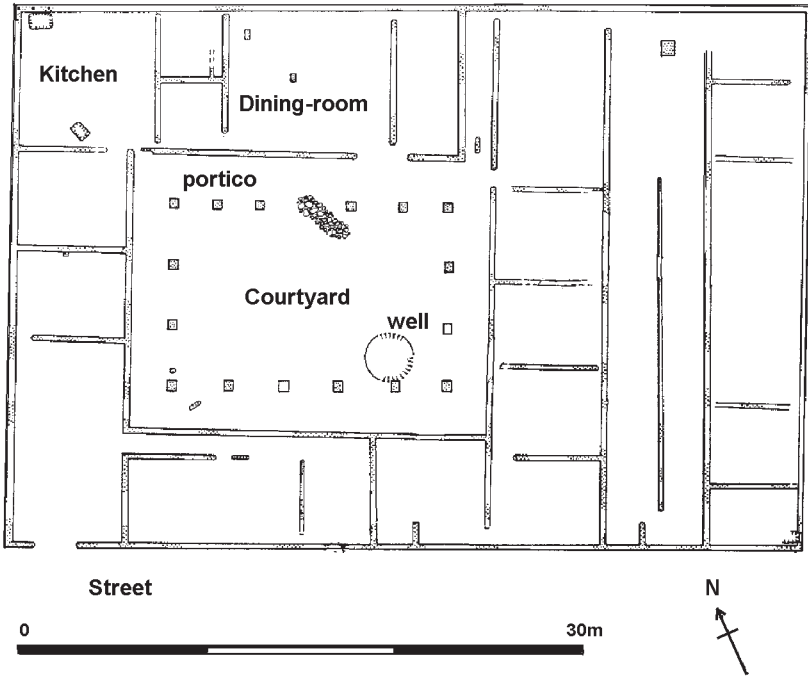 Kitchen
Dining-room
portico
Courtyard
well
Street
N
0
30m